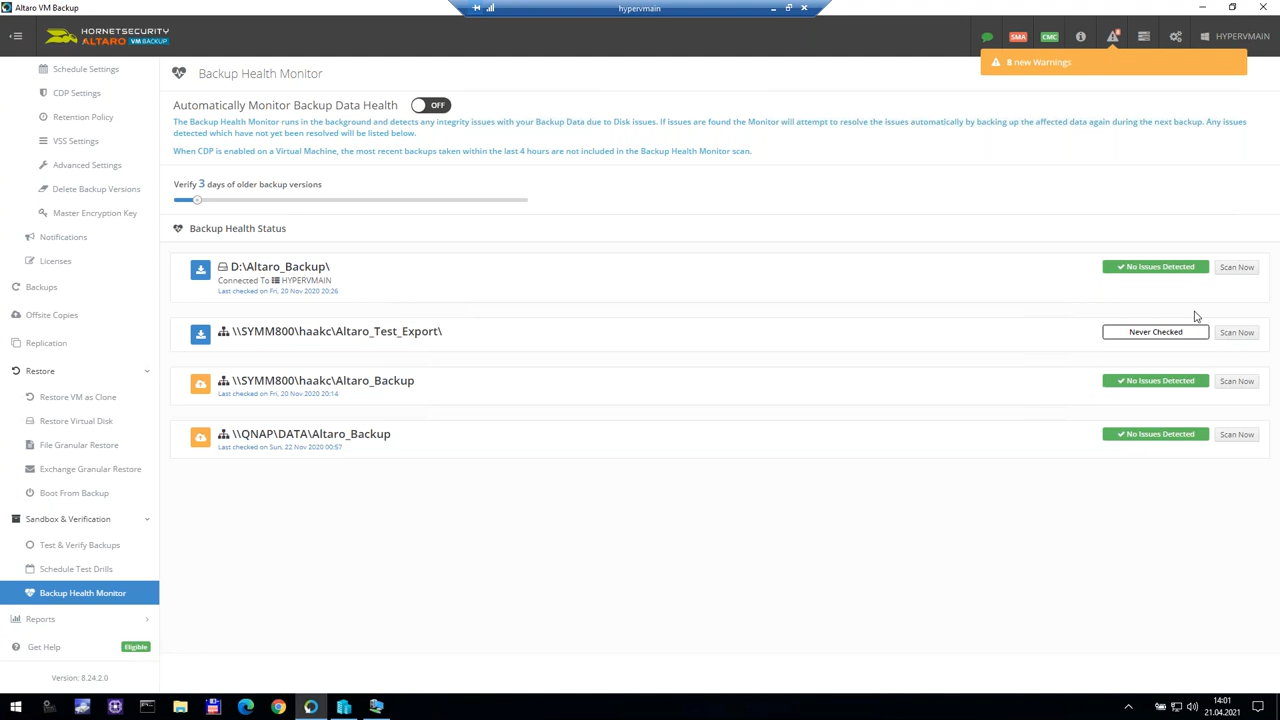 Altaro VM Backup
hypervmain
HORNETSECURITY
ALTARO VM BACKUP
SMA
CMC
8
HYPERVMAIN
8 new Warnings
Schedule Settings
CDP Settings
Retention Policy
VSS Settings
Advanced Settings
Delete Backup Versions
Master Encryption Key
Notifications
Licenses
Backups
Offsite Copies
Replication
Restore
Restore VM as Clone
Restore Virtual Disk
File Granular Restore
Exchange Granular Restore
Boot From Backup
Sandbox & Verification
Test & Verify Backups
Schedule Test Drills
Backup Health Monitor
Reports
Get Help
Eligible
Version: 8.24.2.0
Backup Health Monitor
Automatically Monitor Backup Data Health
OFF
The Backup Health Monitor runs in the background and detects any integrity issues with your Backup Data due to Disk issues. If issues are found the Monitor will attempt to resolve the issues automatically by backing up the affected data again during the next backup. Any issues
detected which have not yet been resolved will be listed below.
When CDP is enabled on a Virtual Machine, the most recent backups taken within the last 4 hours are not included in the Backup Health Monitor scan.
Verify 3 days of older backup versions
Backup Health Status
D:\Altaro_Backup\
Connected To HYPERVMAIN
Last checked on Fri, 20 Nov 2020 20:26
No Issues Detected
Scan Now
\\SYMM800\haakc\Altaro_Test_Export\
Never Checked
Scan Now
\\SYMM800\haakc\Altaro_Backup
Last checked on Fri, 20 Nov 2020 20:14
No Issues Detected
Scan Now
\\QNAP\DATA\Altaro_Backup
Last checked on Sun, 22 Nov 2020 00:57
No Issues Detected
Scan Now
14:01
21.04.2021